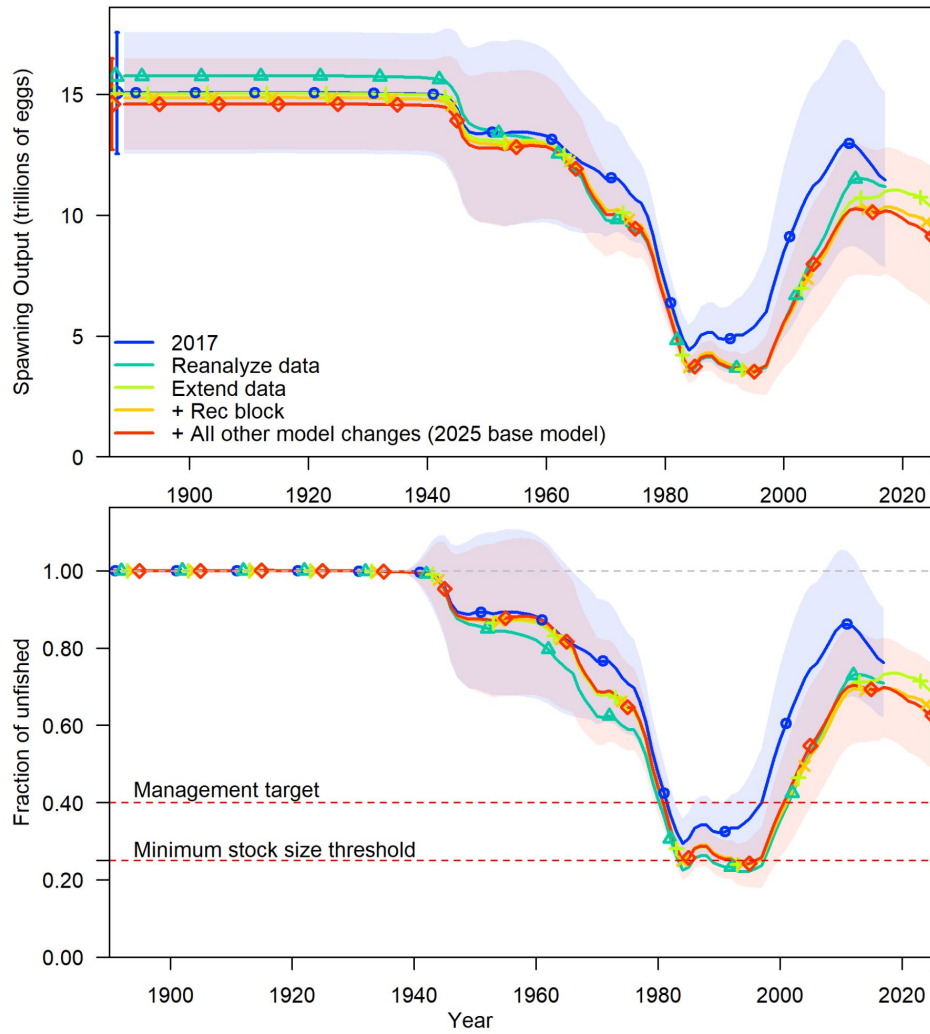 Spawning Output (trillions of eggs)
15
10
5
0
2017
Reanalyze data
Extend data
+ Rec block
+ All other model changes (2025 base model)
1900 1920 1940 1960 1980 2000 2020
Fraction of unfished
1.00
0.80
0.60
0.40
0.20
0.00
Management target
Minimum stock size threshold
1900 1920 1940 1960 1980 2000 2020
Year